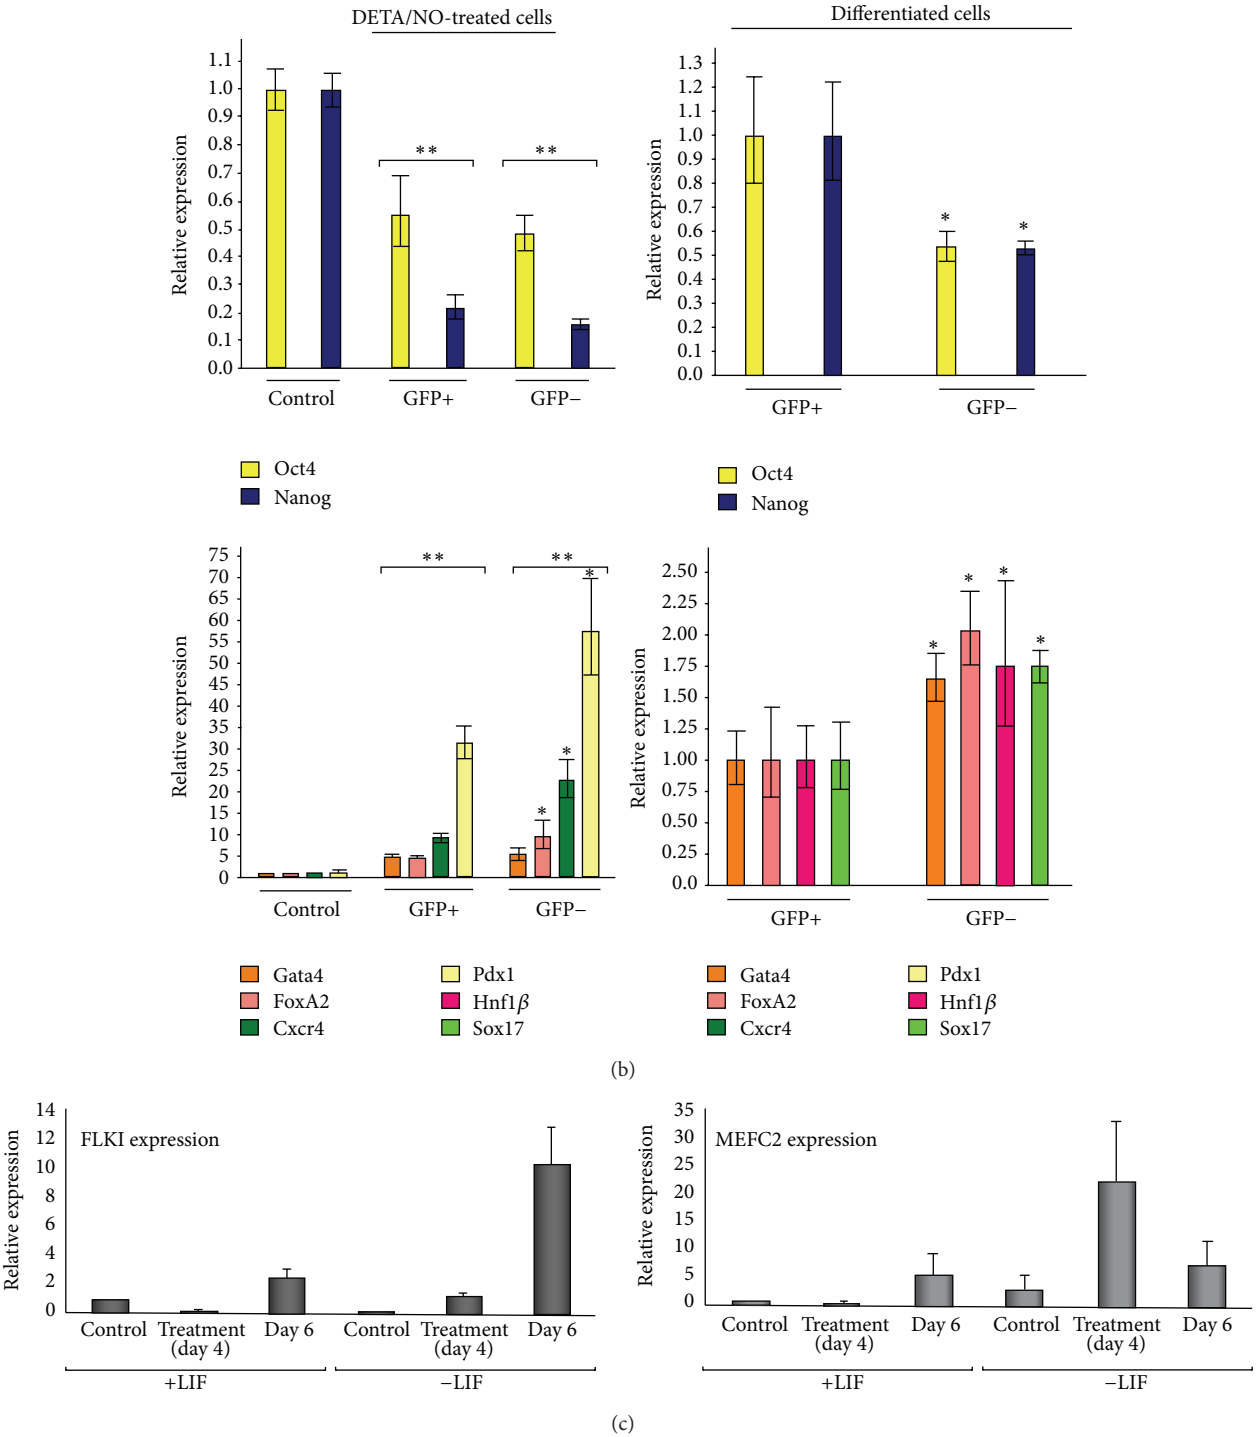 DETA/NO-treated cells
Relative expression
1.1
1.0
0.9
0.8
0.7
0.6
0.5
0.4
0.3
0.2
0.1
0.0
** **
Control GFP+ GFP−
Oct4
Nanog
Differentiated cells
Relative expression
1.3
1.2
1.1
1.0
0.9
0.8
0.7
0.6
0.5
0.4
0.3
0.2
0.1
0.0
* *
GFP+ GFP−
Oct4
Nanog
Relative expression
75
70
65
60
55
50
45
40
35
30
25
20
15
10
5
0
** **
* * *
Control GFP+ GFP−
Gata4 Pdx1
FoxA2 Hnf1β
Cxcr4 Sox17
Relative expression
2.50
2.25
2.00
1.75
1.50
1.25
1.00
0.75
0.50
0.25
0.0
* * * *
GFP+ GFP−
Gata4 Pdx1
FoxA2 Hnf1β
Cxcr4 Sox17
(b)
Relative expression
14
12
10
8
6
4
2
0
FLKI expression
Control Treatment Day 6 Control Treatment Day 6
(day 4) (day 4)
+LIF −LIF
Relative expression
35
30
25
20
15
10
5
0
MEFC2 expression
Control Treatment Day 6 Control Treatment Day 6
(day 4) (day 4)
+LIF −LIF
(c)